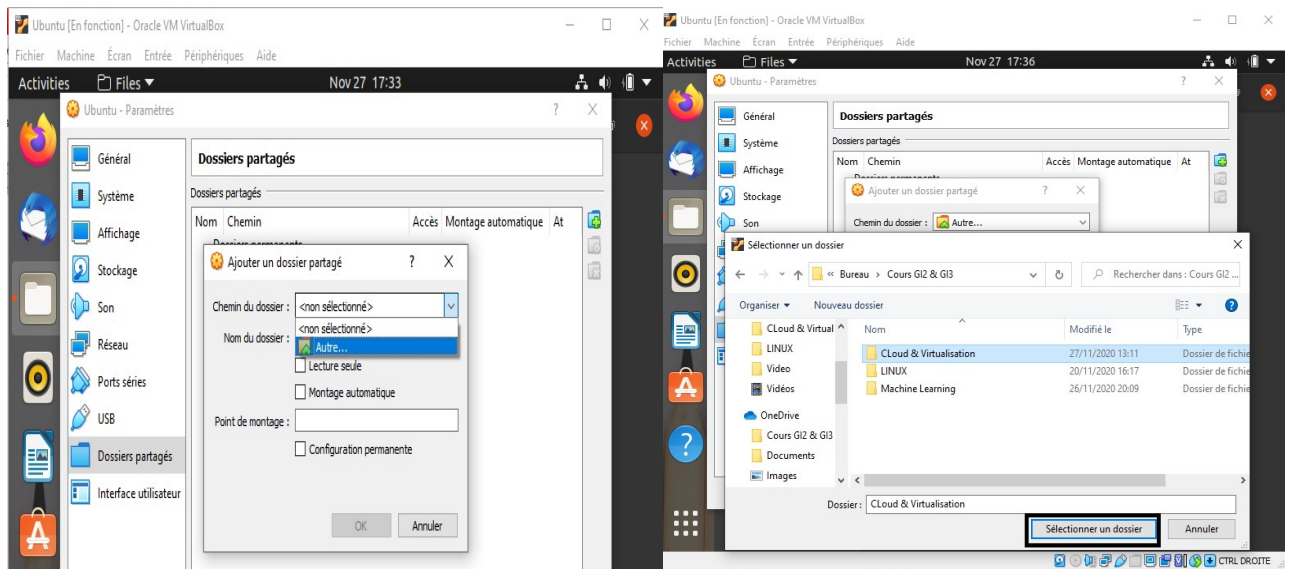 Ubuntu [En fonction] - Oracle VM VirtualBox
Fichier Machine Écran Entrée Périphériques Aide
Activities Files Nov 27 17:33
Ubuntu - Paramètres ?
Général
Système
Affichage
Stockage
Son
Réseau
Ports séries
USB
Dossiers partagés
Interface utilisateur
Dossiers partagés
Dossiers partagés
Nom Chemin Accès Montage automatique At
Dossiers permanents
Ajouter un dossier partagé ? X
Chemin du dossier : <non sélectionné>
<non sélectionné>
Nom du dossier : Autre...
Lecture seule
Montage automatique
Point de montage :
Configuration permanente
OK Annuler
Ubuntu [En fonction] - Oracle VM VirtualBox
Fichier Machine Écran Entrée Périphériques Aide
Activities Files Nov 27 17:36
Ubuntu - Paramètres ?
Général
Système
Affichage
Stockage
Son
Dossiers partagés
Dossiers partagés
Nom Chemin Accès Montage automatique At
Dossiers permanents
Ajouter un dossier partagé ?
Chemin du dossier : Autre...
Sélectionner un dossier
« Bureau › Cours GI2 & GI3 Rechercher dans : Cours GI2 ...
Organiser Nouveau dossier ?
CLoud & Virtual
LINUX
Video
Vidéos
OneDrive
Cours GI2 & GI3
Documents
Images
Nom Modifié le Type
CLoud & Virtualisation 27/11/2020 13:11 Dossier de fichie
LINUX 20/11/2020 16:17 Dossier de fichie
Machine Learning 26/11/2020 20:09 Dossier de fichie
Dossier : CLoud & Virtualisation
Sélectionner un dossier Annuler
CTRL DROITE